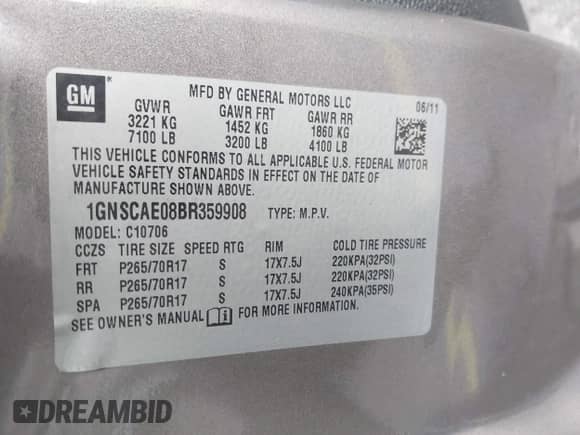 GM ®
MFD BY GENERAL MOTORS LLC
06/11
GVWR GAWR FRT GAWR RR
3221 KG 1452 KG 1860 KG
7100 LB 3200 LB 4100 LB
THIS VEHICLE CONFORMS TO ALL APPLICABLE U.S. FEDERAL MOTOR
VEHICLE SAFETY STANDARDS IN EFFECT ON THE DATE OF
MANUFACTURE SHOWN ABOVE.
1GNSCAE08BR359908 TYPE: M.P.V.
MODEL: C10706
CCZS TIRE SIZE SPEED RTG RIM COLD TIRE PRESSURE
FRT P265/70R17 S 17X7.5J 220KPA(32PSI)
RR P265/70R17 S 17X7.5J 220KPA(32PSI)
SPA P265/70R17 S 17X7.5J 240KPA(35PSI)
SEE OWNER'S MANUAL FOR MORE INFORMATION.
DREAMBID